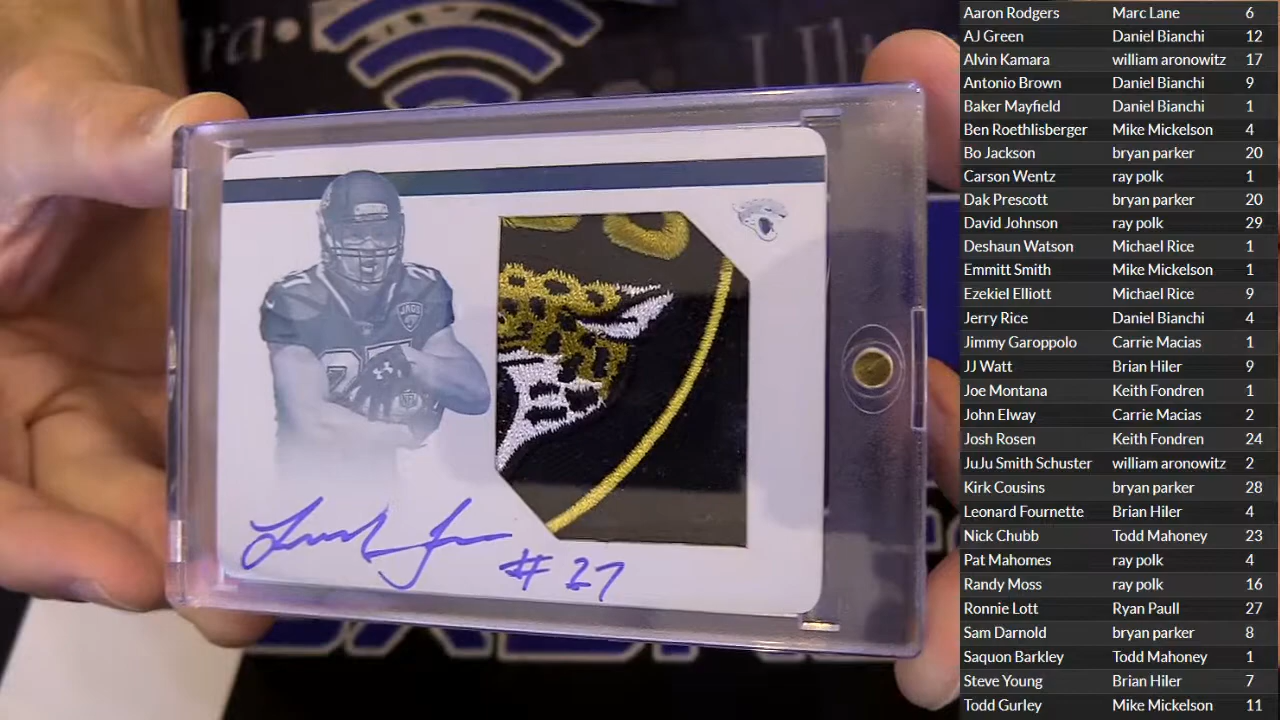 Aaron Rodgers Marc Lane 6
AJ Green Daniel Bianchi 12
Alvin Kamara william aronowitz 17
Antonio Brown Daniel Bianchi 9
Baker Mayfield Daniel Bianchi 1
Ben Roethlisberger Mike Mickelson 4
Bo Jackson bryan parker 20
Carson Wentz ray polk 1
Dak Prescott bryan parker 20
David Johnson ray polk 29
Deshaun Watson Michael Rice 1
Emmitt Smith Mike Mickelson 1
Ezekiel Elliott Michael Rice 9
Jerry Rice Daniel Bianchi 4
Jimmy Garoppolo Carrie Macias 1
JJ Watt Brian Hiler 9
Joe Montana Keith Fondren 1
John Elway Carrie Macias 2
Josh Rosen Keith Fondren 24
JuJu Smith Schuster william aronowitz 2
Kirk Cousins bryan parker 28
Leonard Fournette Brian Hiler 4
Nick Chubb Todd Mahoney 23
Pat Mahomes ray polk 4
Randy Moss ray polk 16
Ronnie Lott Ryan Paull 27
Sam Darnold bryan parker 8
Saquon Barkley Todd Mahoney 1
Steve Young Brian Hiler 7
Todd Gurley Mike Mickelson 11
JAGS
27
# 27